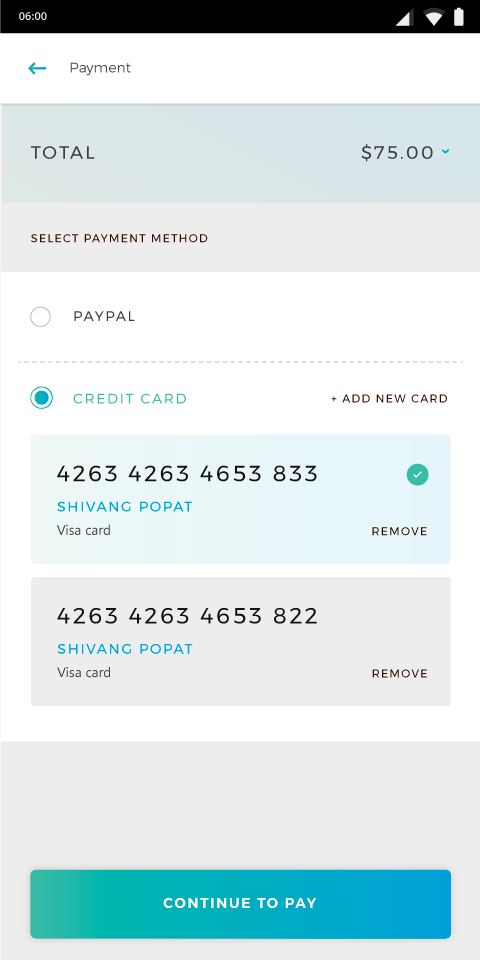 06:00
Payment
TOTAL $75.00
SELECT PAYMENT METHOD
PAYPAL
CREDIT CARD + ADD NEW CARD
4263 4263 4653 833
SHIVANG POPAT
Visa card REMOVE
4263 4263 4653 822
SHIVANG POPAT
Visa card REMOVE
CONTINUE TO PAY